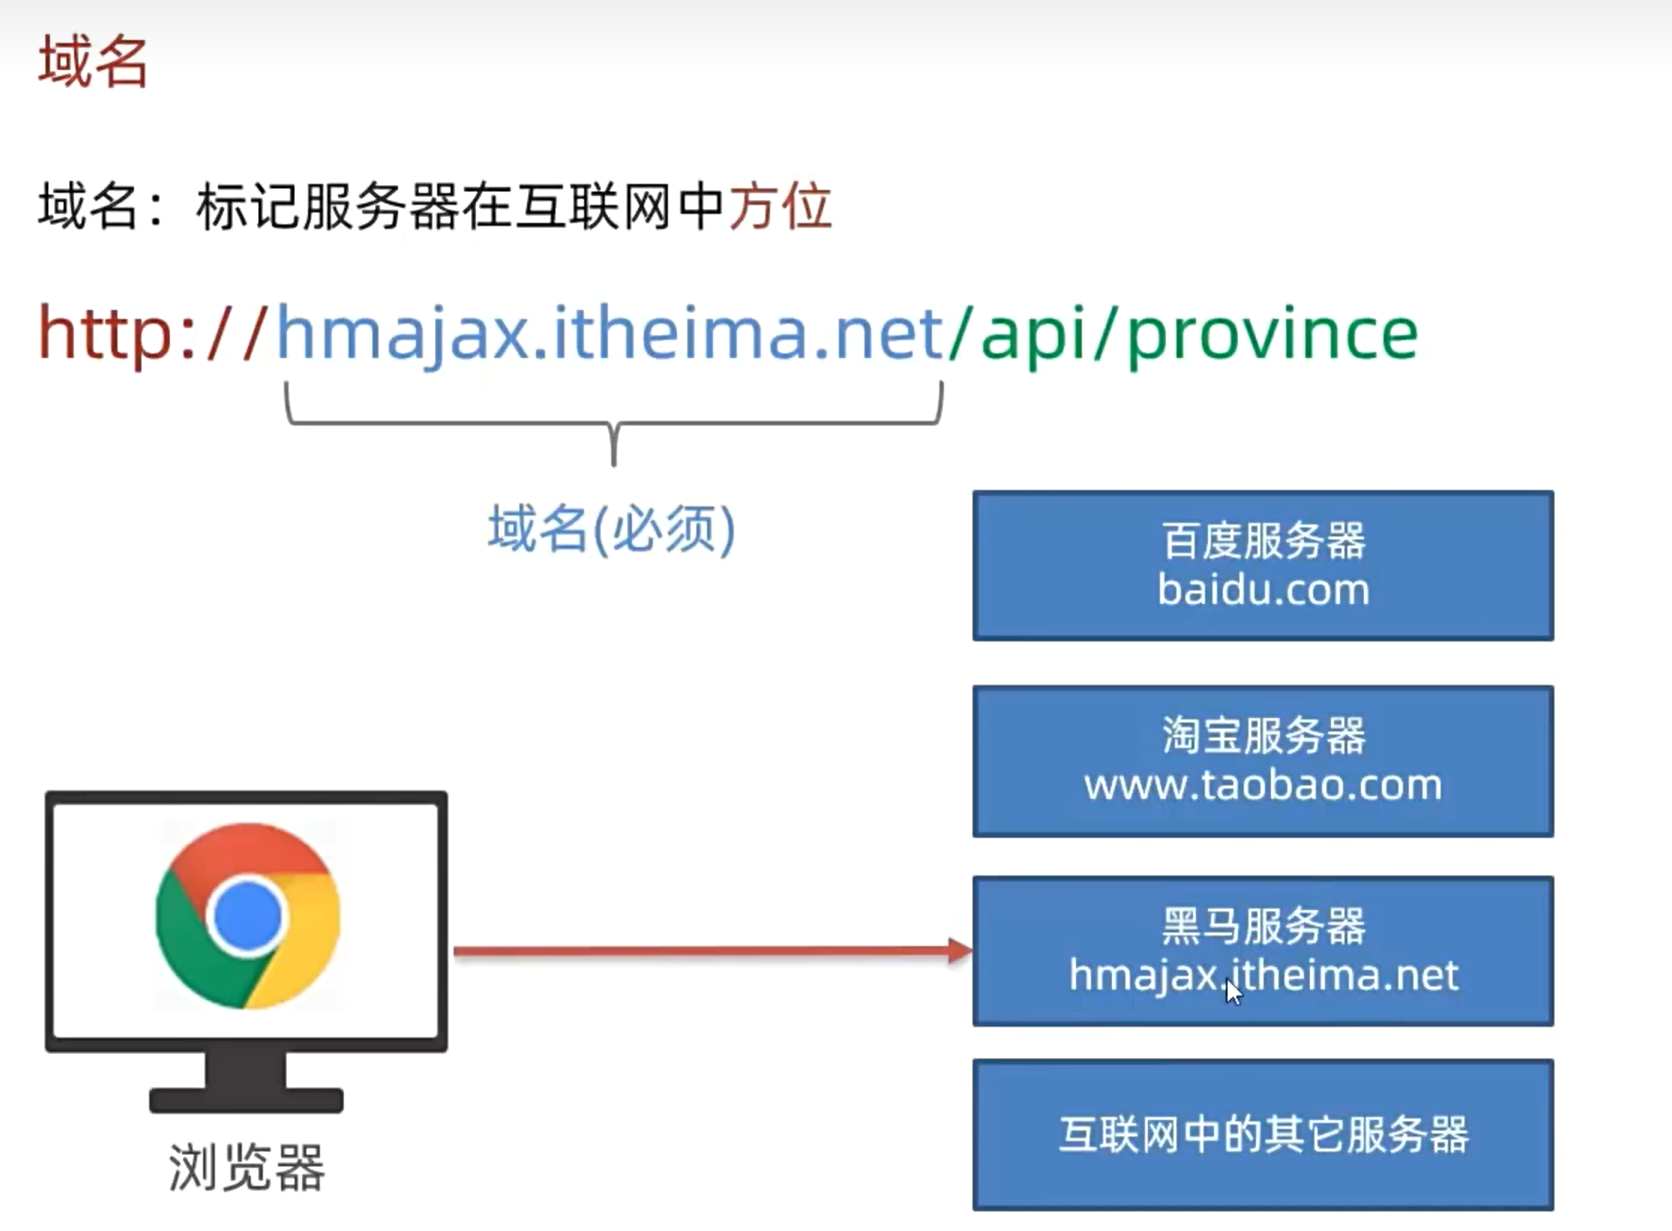 域名
域名：标记服务器在互联网中方位
http://hmajax.itheima.net/api/province
域名(必须)
百度服务器
baidu.com
淘宝服务器
www.taobao.com
黑马服务器
hmajax.itheima.net
互联网中的其它服务器
浏览器